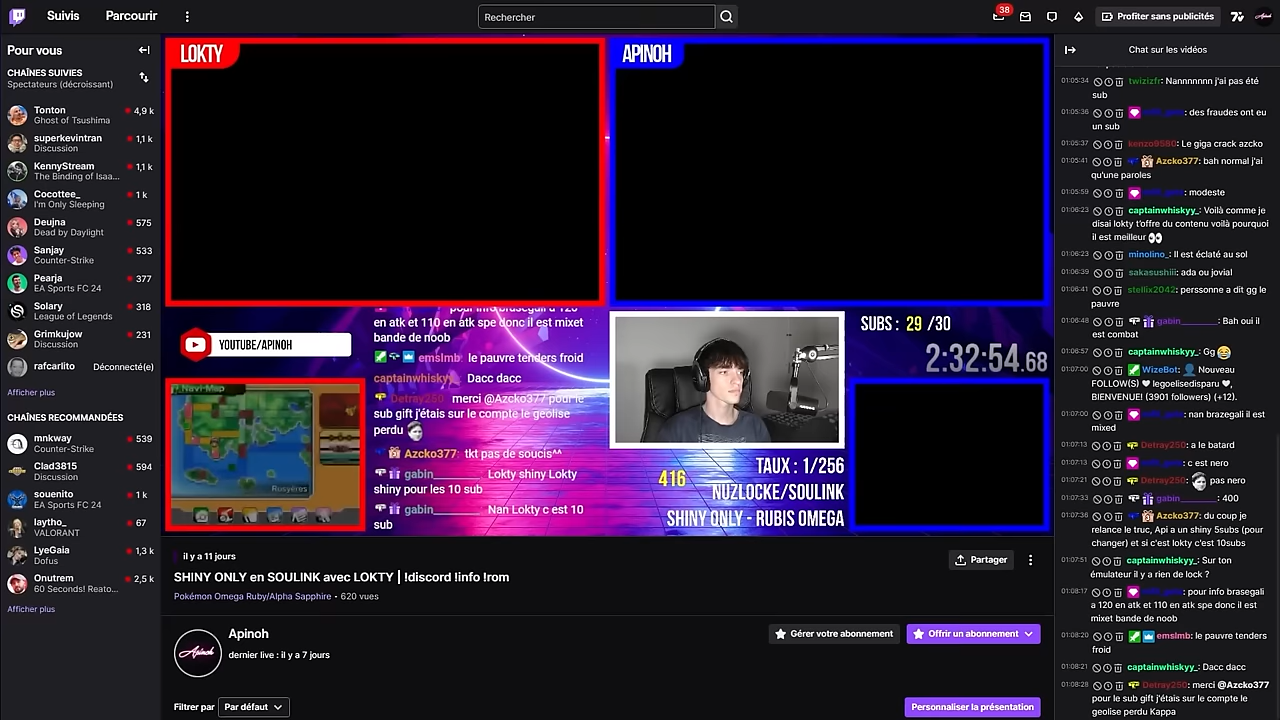 Suivis
Parcourir
Rechercher
38
Profiter sans publicités
Pour vous
CHAÎNES SUIVIES
Spectateurs (décroissant)
Tonton
4,9 k
Ghost of Tsushima
superkevintran
1,1 k
Discussion
KennyStream
1,1 k
The Binding of Isaa...
Cocottee_
1 k
I'm Only Sleeping
Deujna
575
Dead by Daylight
Sanjay
533
Counter-Strike
Pearja
377
EA Sports FC 24
Solary
318
League of Legends
Grimkujow
231
Discussion
rafcarlito
Déconnecté(e)
Afficher plus
CHAÎNES RECOMMANDÉES
mnkway
539
Counter-Strike
Ciao3815
594
Summoners War: Sky Arena
souenito
1 k
EA Sports FC 24
laytho_
67
VALORANT
LyeGaia
1,3 k
Dofus
Onutrem
2,5 k
60 Seconds! Reato...
Afficher plus
LOKTY
APINOH
YOUTUBE/APINOH
Navi-Map
Rusyères
pour info braségali a 120
en atk et 110 en atk spe donc il est mixet
bande de noob
emslmb: le pauvre tenders froid
captainwhiskyy_ Dacc dacc
Detray250: merci @Azcko377 pour le
sub gift j'étais sur le compte le geolise
perdu
Azcko377: tkt pas de soucis^^
gabin________: Lokty shiny Lokty
shiny pour les 10 sub
gabin________: Nan Lokty c est 10
sub
SUBS : 29 /30
2:32:54.68
416
TAUX : 1/256
NUZLOCKE/SOULINK
SHINY ONLY - RUBIS OMEGA
il y a 11 jours
SHINY ONLY en SOULINK avec LOKTY | !discord !info !rom
Pokémon Omega Ruby/Alpha Sapphire • 620 vues
Partager
Apinoh
dernier live : il y a 7 jours
Gérer votre abonnement
Offrir un abonnement
Filtrer par
Par défaut
Personnaliser la présentation
Chat sur les vidéos
01:05:34 twizizfr: Nannnnnnn j'ai pas été
sub
01:05:36 : des fraudes ont eu
un sub
01:05:37 kenzo9580: Le giga crack azcko
01:05:41 Azcko377: bah normal j'ai
qu'une paroles
01:05:59 : modeste
01:06:23 captainwhiskyy_: Voilà comme je
disai lokty t'offre du contenu voilà pourquoi
il est meilleur
01:06:23 minolino_: Il est éclaté au sol
01:06:39 sakasushiii: ada ou jovial
01:06:41 stellix2042: perssonne a dit gg le
pauvre
01:06:48 gabin________: Bah oui il
est combat
01:06:57 captainwhiskyy_: Gg
01:07:00 WizeBot: Nouveau
FOLLOW(S) ♥ legoelisedisparu ♥,
01:07:00 : nan brazegali il est
mixed
01:07:13 Detray250: a le batard
01:07:13 : c est nero
01:07:21 Detray250: pas nero
01:07:33 gabin________: 400
01:07:36 Azcko377: du coup je
relance le truc, Api a un shiny 5subs (pour
changer) et si c'est lokty c'est 10subs
01:07:51 captainwhiskyy_: Sur ton
émulateur il y a rien de lock ?
01:08:17 : pour info brasegali
a 120 en atk et 110 en atk spe donc il est
mixet bande de noob
01:08:20 emslmb: le pauvre tenders
froid
01:08:21 captainwhiskyy_: Dacc dacc
01:08:28 Detray250: merci @Azcko377
pour le sub gift j'étais sur le compte le
geolise perdu Kappa